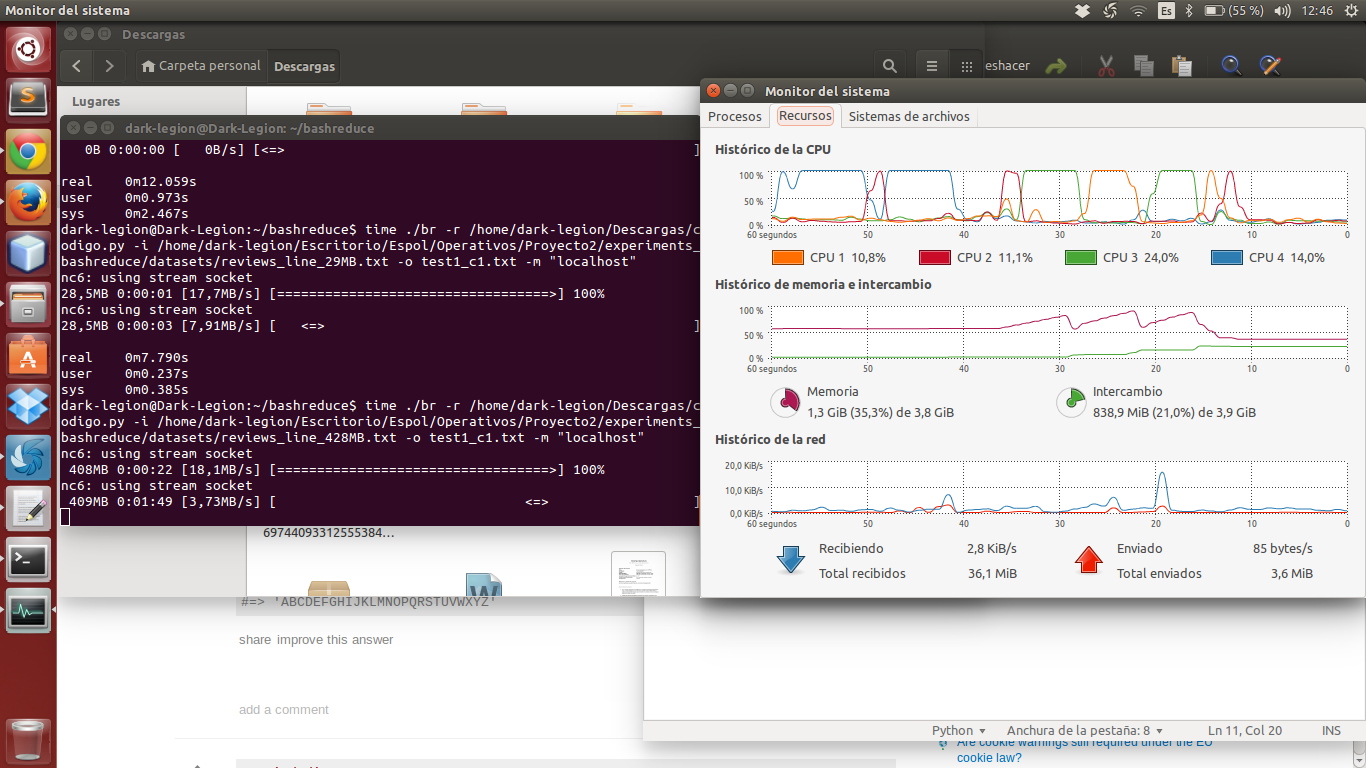 Monitor del sistema
Es
(55 %)
12:46
Descargas
Carpeta personal
Descargas
eshacer
Lugares
dark-legion@Dark-Legion: ~/bashreduce
0B 0:00:00 [   0B/s] [<=>                                                  ]
real    0m12.059s
user    0m0.973s
sys     0m2.467s
dark-legion@Dark-Legion:~/bashreduce$ time ./br -r /home/dark-legion/Descargas/c
odigo.py -i /home/dark-legion/Escritorio/Espol/Operativos/Proyecto2/experiments_
bashreduce/datasets/reviews_line_29MB.txt -o test1_c1.txt -m "localhost"
nc6: using stream socket
28,5MB 0:00:01 [17,7MB/s] [==================================>] 100%
nc6: using stream socket
28,5MB 0:00:03 [7,91MB/s] [   <=>                                              ]
real    0m7.790s
user    0m0.237s
sys     0m0.385s
dark-legion@Dark-Legion:~/bashreduce$ time ./br -r /home/dark-legion/Descargas/c
odigo.py -i /home/dark-legion/Escritorio/Espol/Operativos/Proyecto2/experiments_
bashreduce/datasets/reviews_line_428MB.txt -o test1_c1.txt -m "localhost"
nc6: using stream socket
408MB 0:00:22 [18,1MB/s] [==================================>] 100%
nc6: using stream socket
409MB 0:01:49 [3,73MB/s] [                               <=>                  ]
69744093312555384...
W
##=> 'ABCDEFGHIJKLMNOPQRSTUVWXYZ'
share improve this answer
add a comment
Monitor del sistema
Procesos
Recursos
Sistemas de archivos
Histórico de la CPU
100 %
50 %
0 %
60 segundos 50 40 30 20 10 0
CPU 1 10,8%
CPU 2 11,1%
CPU 3 24,0%
CPU 4 14,0%
Histórico de memoria e intercambio
100 %
50 %
0 %
60 segundos 50 40 30 20 10 0
Memoria
1,3 GiB (35,3%) de 3,8 GiB
Intercambio
838,9 MiB (21,0%) de 3,9 GiB
Histórico de la red
20,0 KiB/s
10,0 KiB/s
0,0 KiB/s
60 segundos 50 40 30 20 10 0
Recibiendo 2,8 KiB/s
Total recibidos 36,1 MiB
Enviado 85 bytes/s
Total enviados 3,6 MiB
Python
Anchura de la pestaña: 8
Ln 11, Col 20
INS
Are cookie warnings still required under the EU
cookie law?